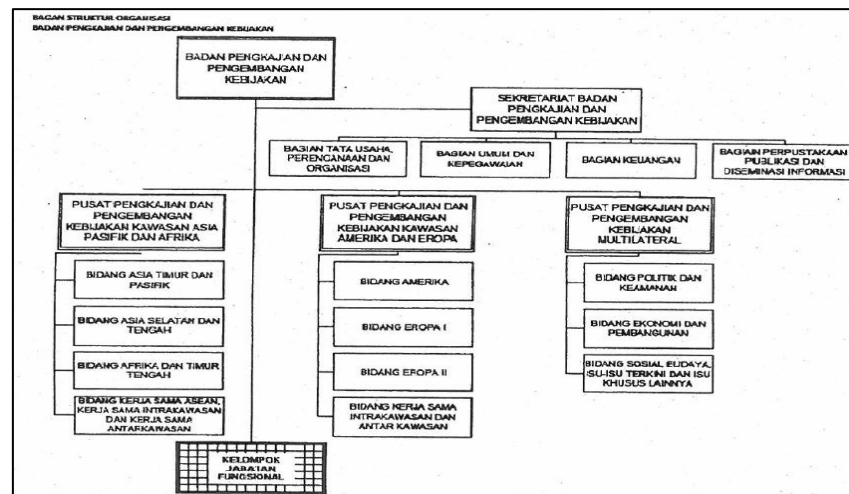 BAGAN STRUKTUR ORGANISASI
BADAN PENGKAJIAN DAN PENGEMBANGAN KEBIJAKAN
BADAN PENGKAJIAN DAN
PENGEMBANGAN
KEBIJAKAN
SEKRETARIAT BADAN
PENGKAJIAN DAN
PENGEMBANGAN KEBIJAKAN
BAGIAN TATA USAHA,
PERENCANAAN DAN
ORGANISASI
BAGIAN UMUM DAN
KEPEGAWAIAN
BAGIAN KEUANGAN
BAGIAN PERPUSTAKAAN
PUBLIKASI DAN
DISEMINASI INFORMASI
PUSAT PENGKAJIAN DAN
PENGEMBANGAN
KEBIJAKAN KAWASAN ASIA
PASIFIK DAN AFRIKA
BIDANG ASIA TIMUR DAN
PASIFIK
BIDANG ASIA SELATAN DAN
TENGAH
BIDANG AFRIKA DAN TIMUR
TENGAH
BIDANG KERJA SAMA ASEAN,
KERJA SAMA INTRAKAWASAN
DAN KERJA SAMA
ANTARKAWASAN
PUSAT PENGKAJIAN DAN
PENGEMBANGAN
KEBIJAKAN KAWASAN
AMERIKA DAN EROPA
BIDANG AMERIKA
BIDANG EROPA I
BIDANG EROPA II
BIDANG KERJA SAMA
INTRAKAWASAN DAN
ANTAR KAWASAN
PUSAT PENGKAJIAN DAN
PENGEMBANGAN
KEBIJAKAN
MULTILATERAL
BIDANG POLITIK DAN
KEAMANAN
BIDANG EKONOMI DAN
PEMBANGUNAN
BIDANG SOSIAL BUDAYA,
ISU-ISU TERKINI DAN ISU
KHUSUS LAINNYA
KELOMPOK
JABATAN
FUNGSIONAL